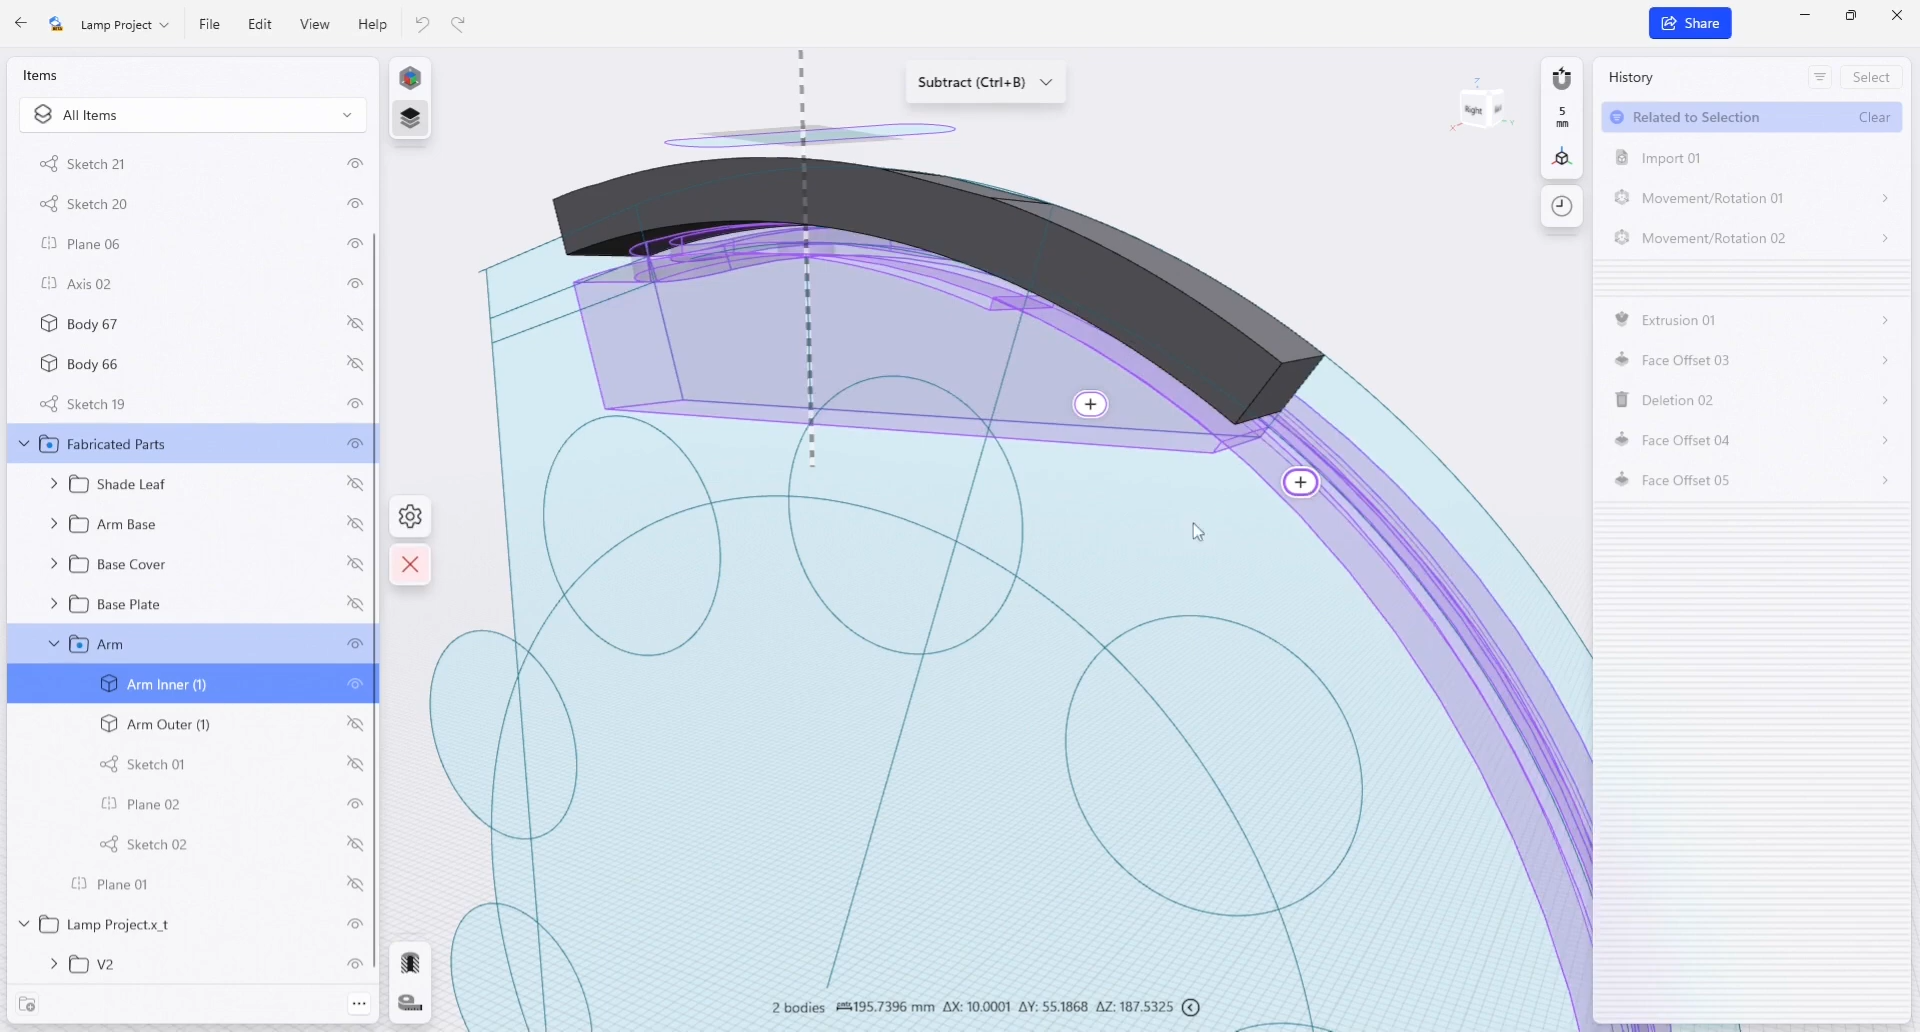 Lamp Project
File
Edit
View
Help
Share
Items
All Items
Sketch 21
Sketch 20
Plane 06
Axis 02
Body 67
Body 66
Sketch 19
Fabricated Parts
Shade Leaf
Arm Base
Base Cover
Base Plate
Arm
Arm Inner (1)
Arm Outer (1)
Sketch 01
Plane 02
Sketch 02
Plane 01
Lamp Project.x_t
V2
Subtract (Ctrl+B)
Z
Right
X
Y
5
mm
2 bodies 195.7396 mm ΔX: 10.0001 ΔY: 55.1868 ΔZ: 187.5325
History
Select
Related to Selection
Clear
Import 01
Movement/Rotation 01
Movement/Rotation 02
Extrusion 01
Face Offset 03
Deletion 02
Face Offset 04
Face Offset 05